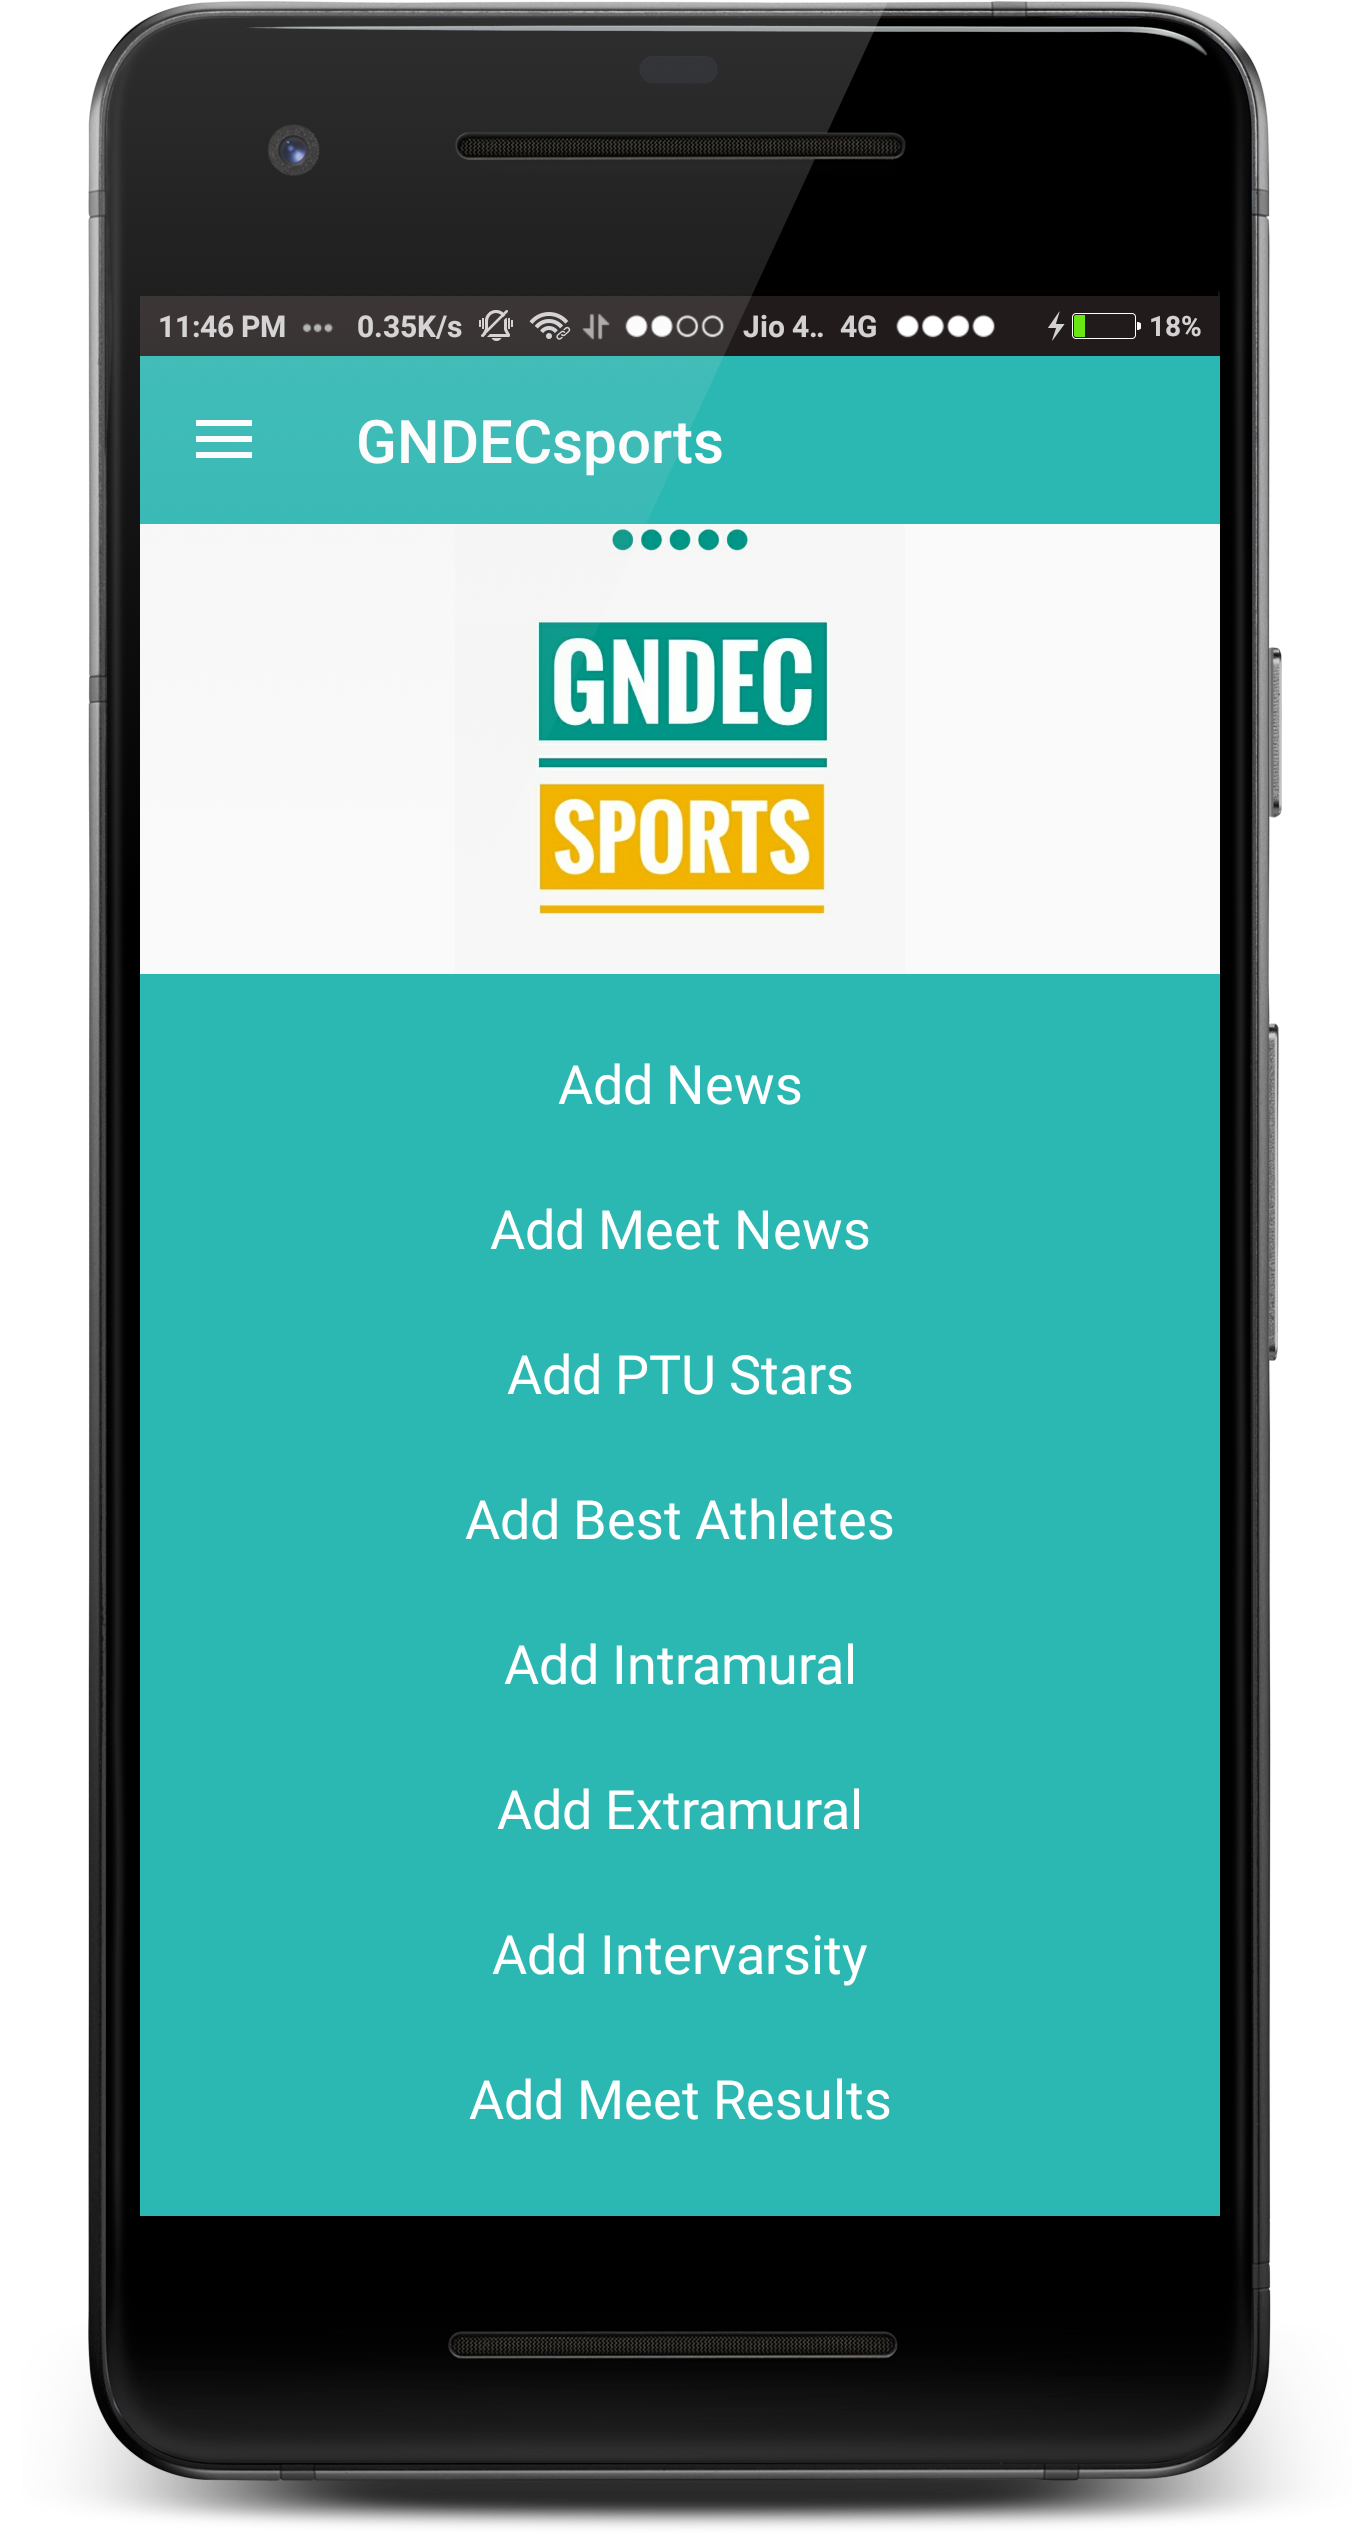 11:46 PM ... 0.35K/s Jio 4.. 4G 18%
GNDECsports
GNDEC
SPORTS
Add News
Add Meet News
Add PTU Stars
Add Best Athletes
Add Intramural
Add Extramural
Add Intervarsity
Add Meet Results